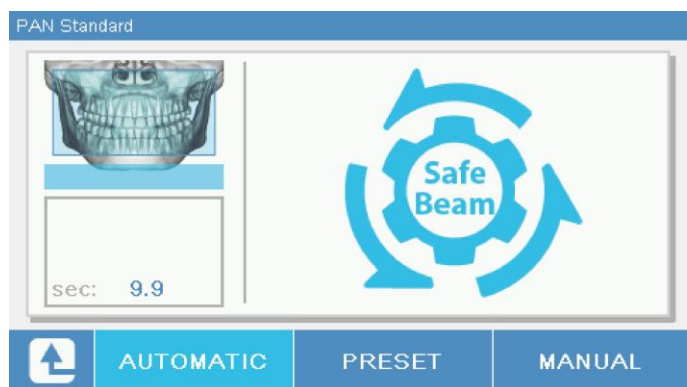 PAN Standard
Safe
Beam
sec: 9.9
AUTOMATIC PRESET MANUAL